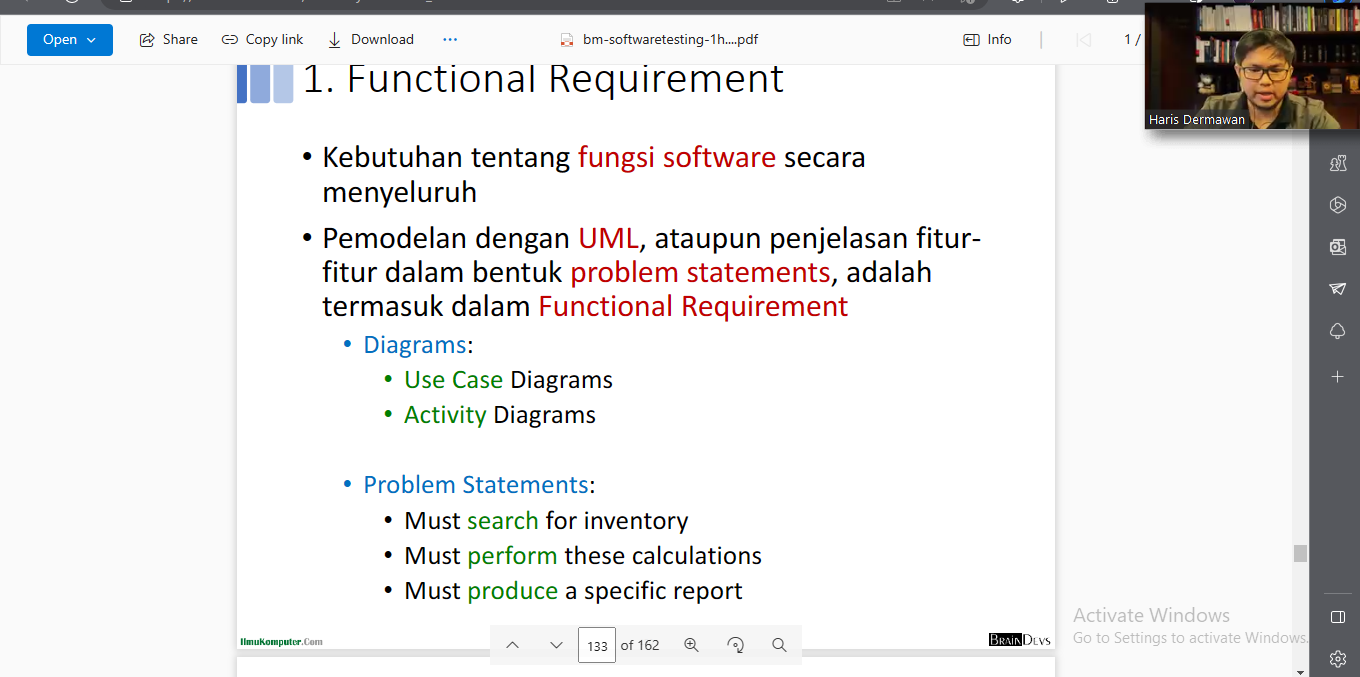 Open
Share
Copy link
Download
bm-softwaretesting-1h....pdf
Info
1 /
Haris Dermawan
1. Functional Requirement
• Kebutuhan tentang fungsi software secara
menyeluruh
• Pemodelan dengan UML, ataupun penjelasan fitur-
fitur dalam bentuk problem statements, adalah
termasuk dalam Functional Requirement
• Diagrams:
• Use Case Diagrams
• Activity Diagrams
• Problem Statements:
• Must search for inventory
• Must perform these calculations
• Must produce a specific report
IlmuKomputer.Com
133 of 162
BRAINDEVS
Activate Windows
Go to Settings to activate Windows.